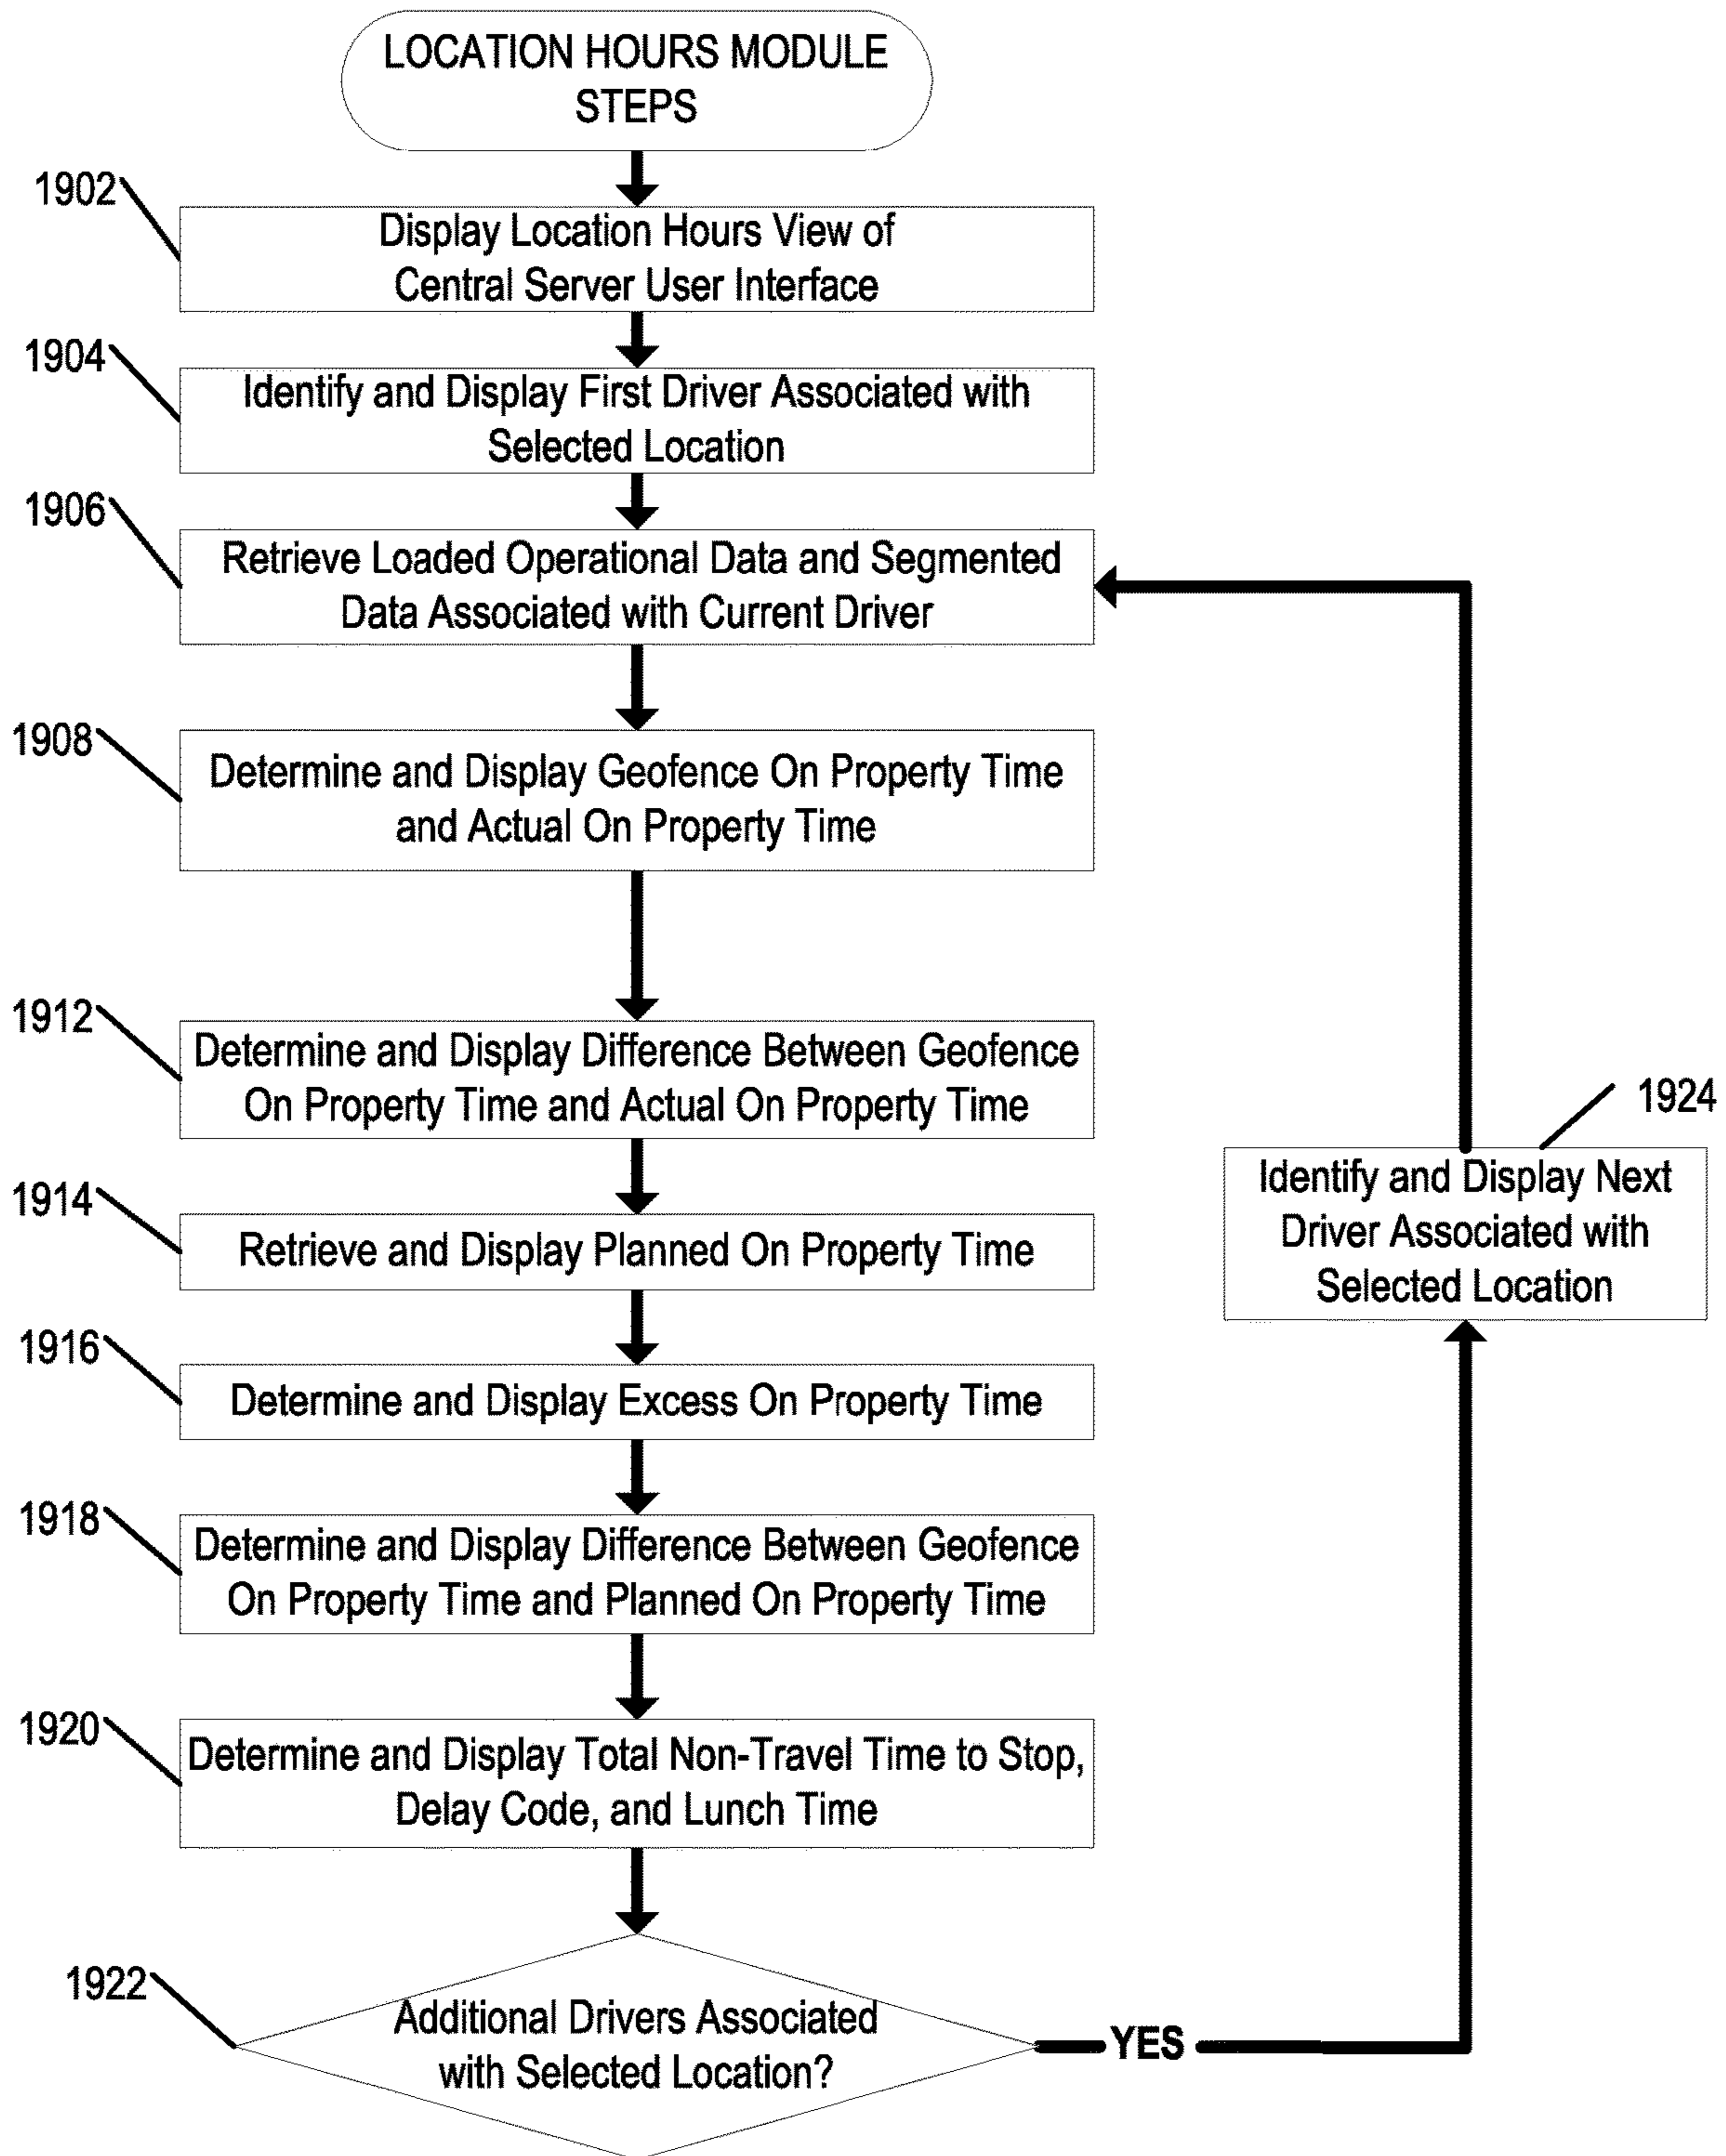 LOCATION HOURS MODULE
STEPS
1902
Display Location Hours View of
Central Server User Interface
1904
Identify and Display First Driver Associated with
Selected Location
1906
Retrieve Loaded Operational Data and Segmented
Data Associated with Current Driver
1908
Determine and Display Geofence On Property Time
and Actual On Property Time
1912
Determine and Display Difference Between Geofence
On Property Time and Actual On Property Time
1914
Retrieve and Display Planned On Property Time
1916
Determine and Display Excess On Property Time
1918
Determine and Display Difference Between Geofence
On Property Time and Planned On Property Time
1920
Determine and Display Total Non-Travel Time to Stop,
Delay Code, and Lunch Time
1922
Additional Drivers Associated
with Selected Location?
YES
1924
Identify and Display Next
Driver Associated with
Selected Location